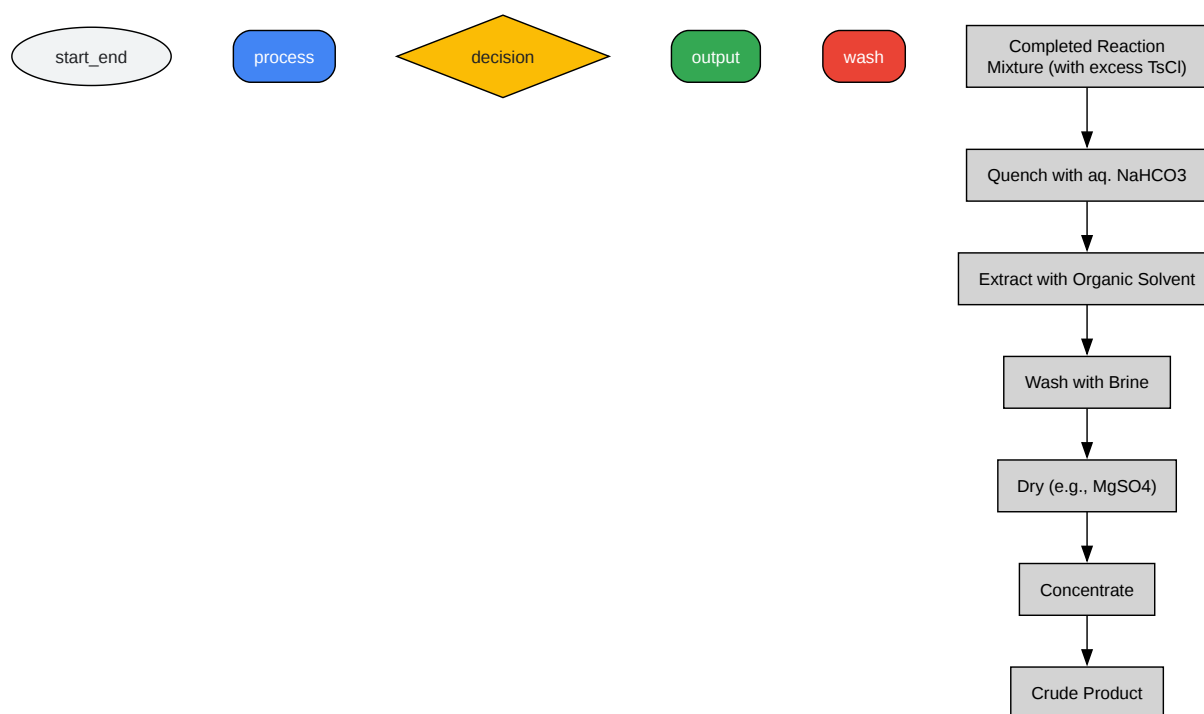 start_end
process
decision
output
wash
Completed Reaction
Mixture (with excess TsCl)
Quench with aq. NaHCO3
Extract with Organic Solvent
Wash with Brine
Dry (e.g., MgSO4)
Concentrate
Crude Product